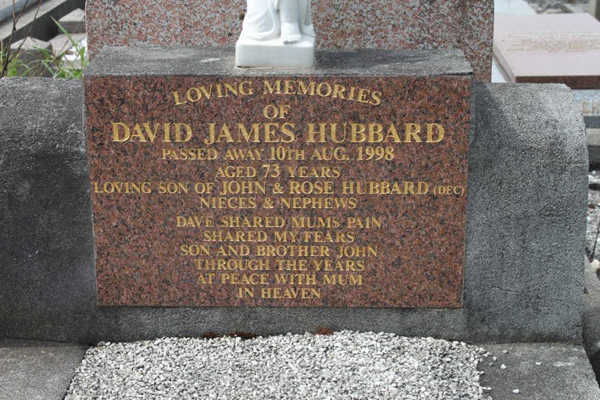 LOVING MEMORIES
OF
DAVID JAMES HUBBARD
PASSED AWAY 10TH AUG. 1998
AGED 73 YEARS
LOVING SON OF JOHN & ROSE HUBBARD (DEC)
NIECES & NEPHEWS
DAVE SHARED MUMS PAIN
SHARED MY FEARS
SON AND BROTHER JOHN
THROUGH THE YEARS
AT PEACE WITH MUM
IN HEAVEN